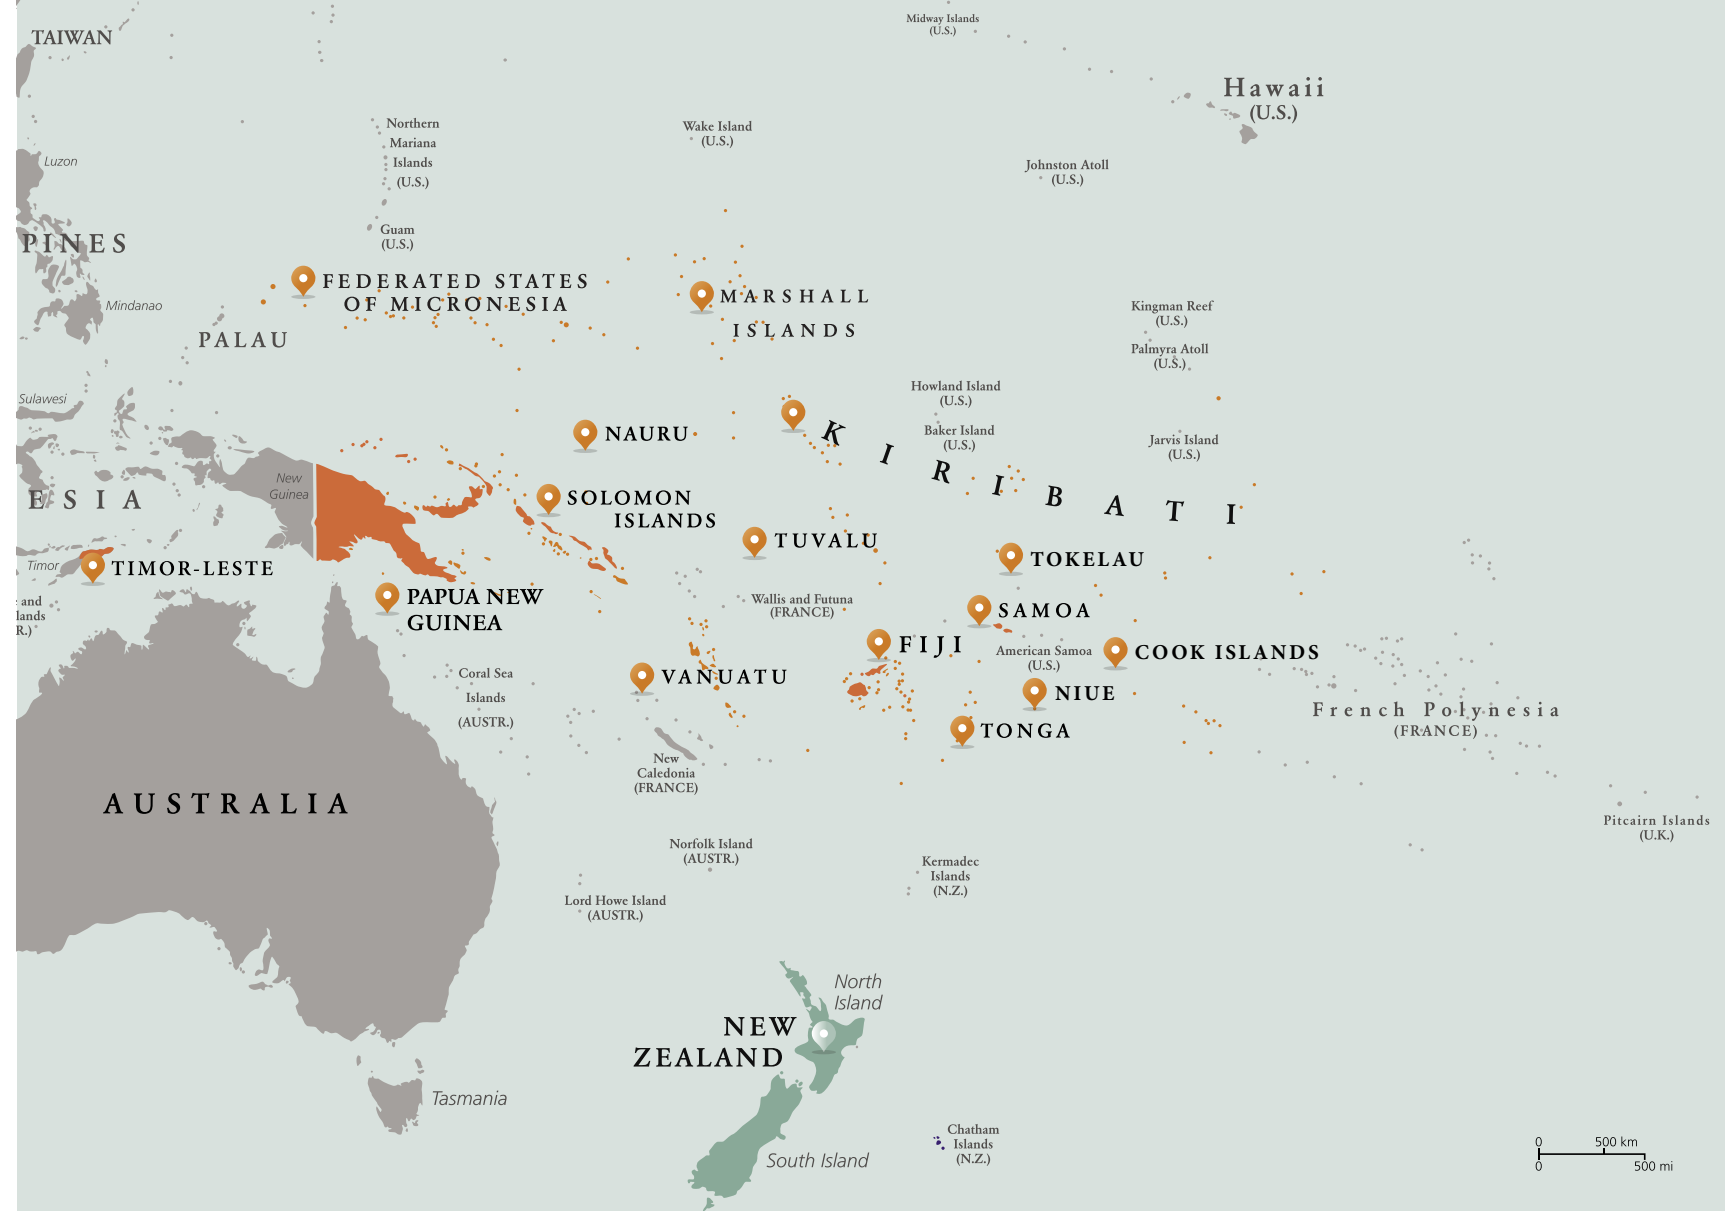 TAIWAN
Midway Islands
(U.S.)
Hawaii
(U.S.)
Northern
Mariana
Islands
(U.S.)
Wake Island
(U.S.)
Johnston Atoll
(U.S.)
Luzon
PINES
Guam
(U.S.)
FEDERATED STATES
OF MICRONESIA
MARSHALL
ISLANDS
Mindanao
PALAU
Kingman Reef
(U.S.)
Palmyra Atoll
(U.S.)
Sulawesi
Howland Island
(U.S.)
Baker Island
(U.S.)
Jarvis Island
(U.S.)
NAURU
KIRIBATI
New
Guinea
ESIA
SOLOMON
ISLANDS
TUVALU
TOKELAU
Timor
TIMOR-LESTE
PAPUA NEW
GUINEA
and
lands
R.)
Wallis and Futuna
(FRANCE)
SAMOA
FIJI
American Samoa
(U.S.)
COOK ISLANDS
Coral Sea
Islands
(AUSTR.)
VANUATU
NIUE
TONGA
French Polynesia
(FRANCE)
New
Caledonia
(FRANCE)
AUSTRALIA
Pitcairn Islands
(U.K.)
Norfolk Island
(AUSTR.)
Kermadec
Islands
(N.Z.)
Lord Howe Island
(AUSTR.)
North
Island
NEW
ZEALAND
Tasmania
South Island
Chatham
Islands
(N.Z.)
0 500 km
0 500 mi